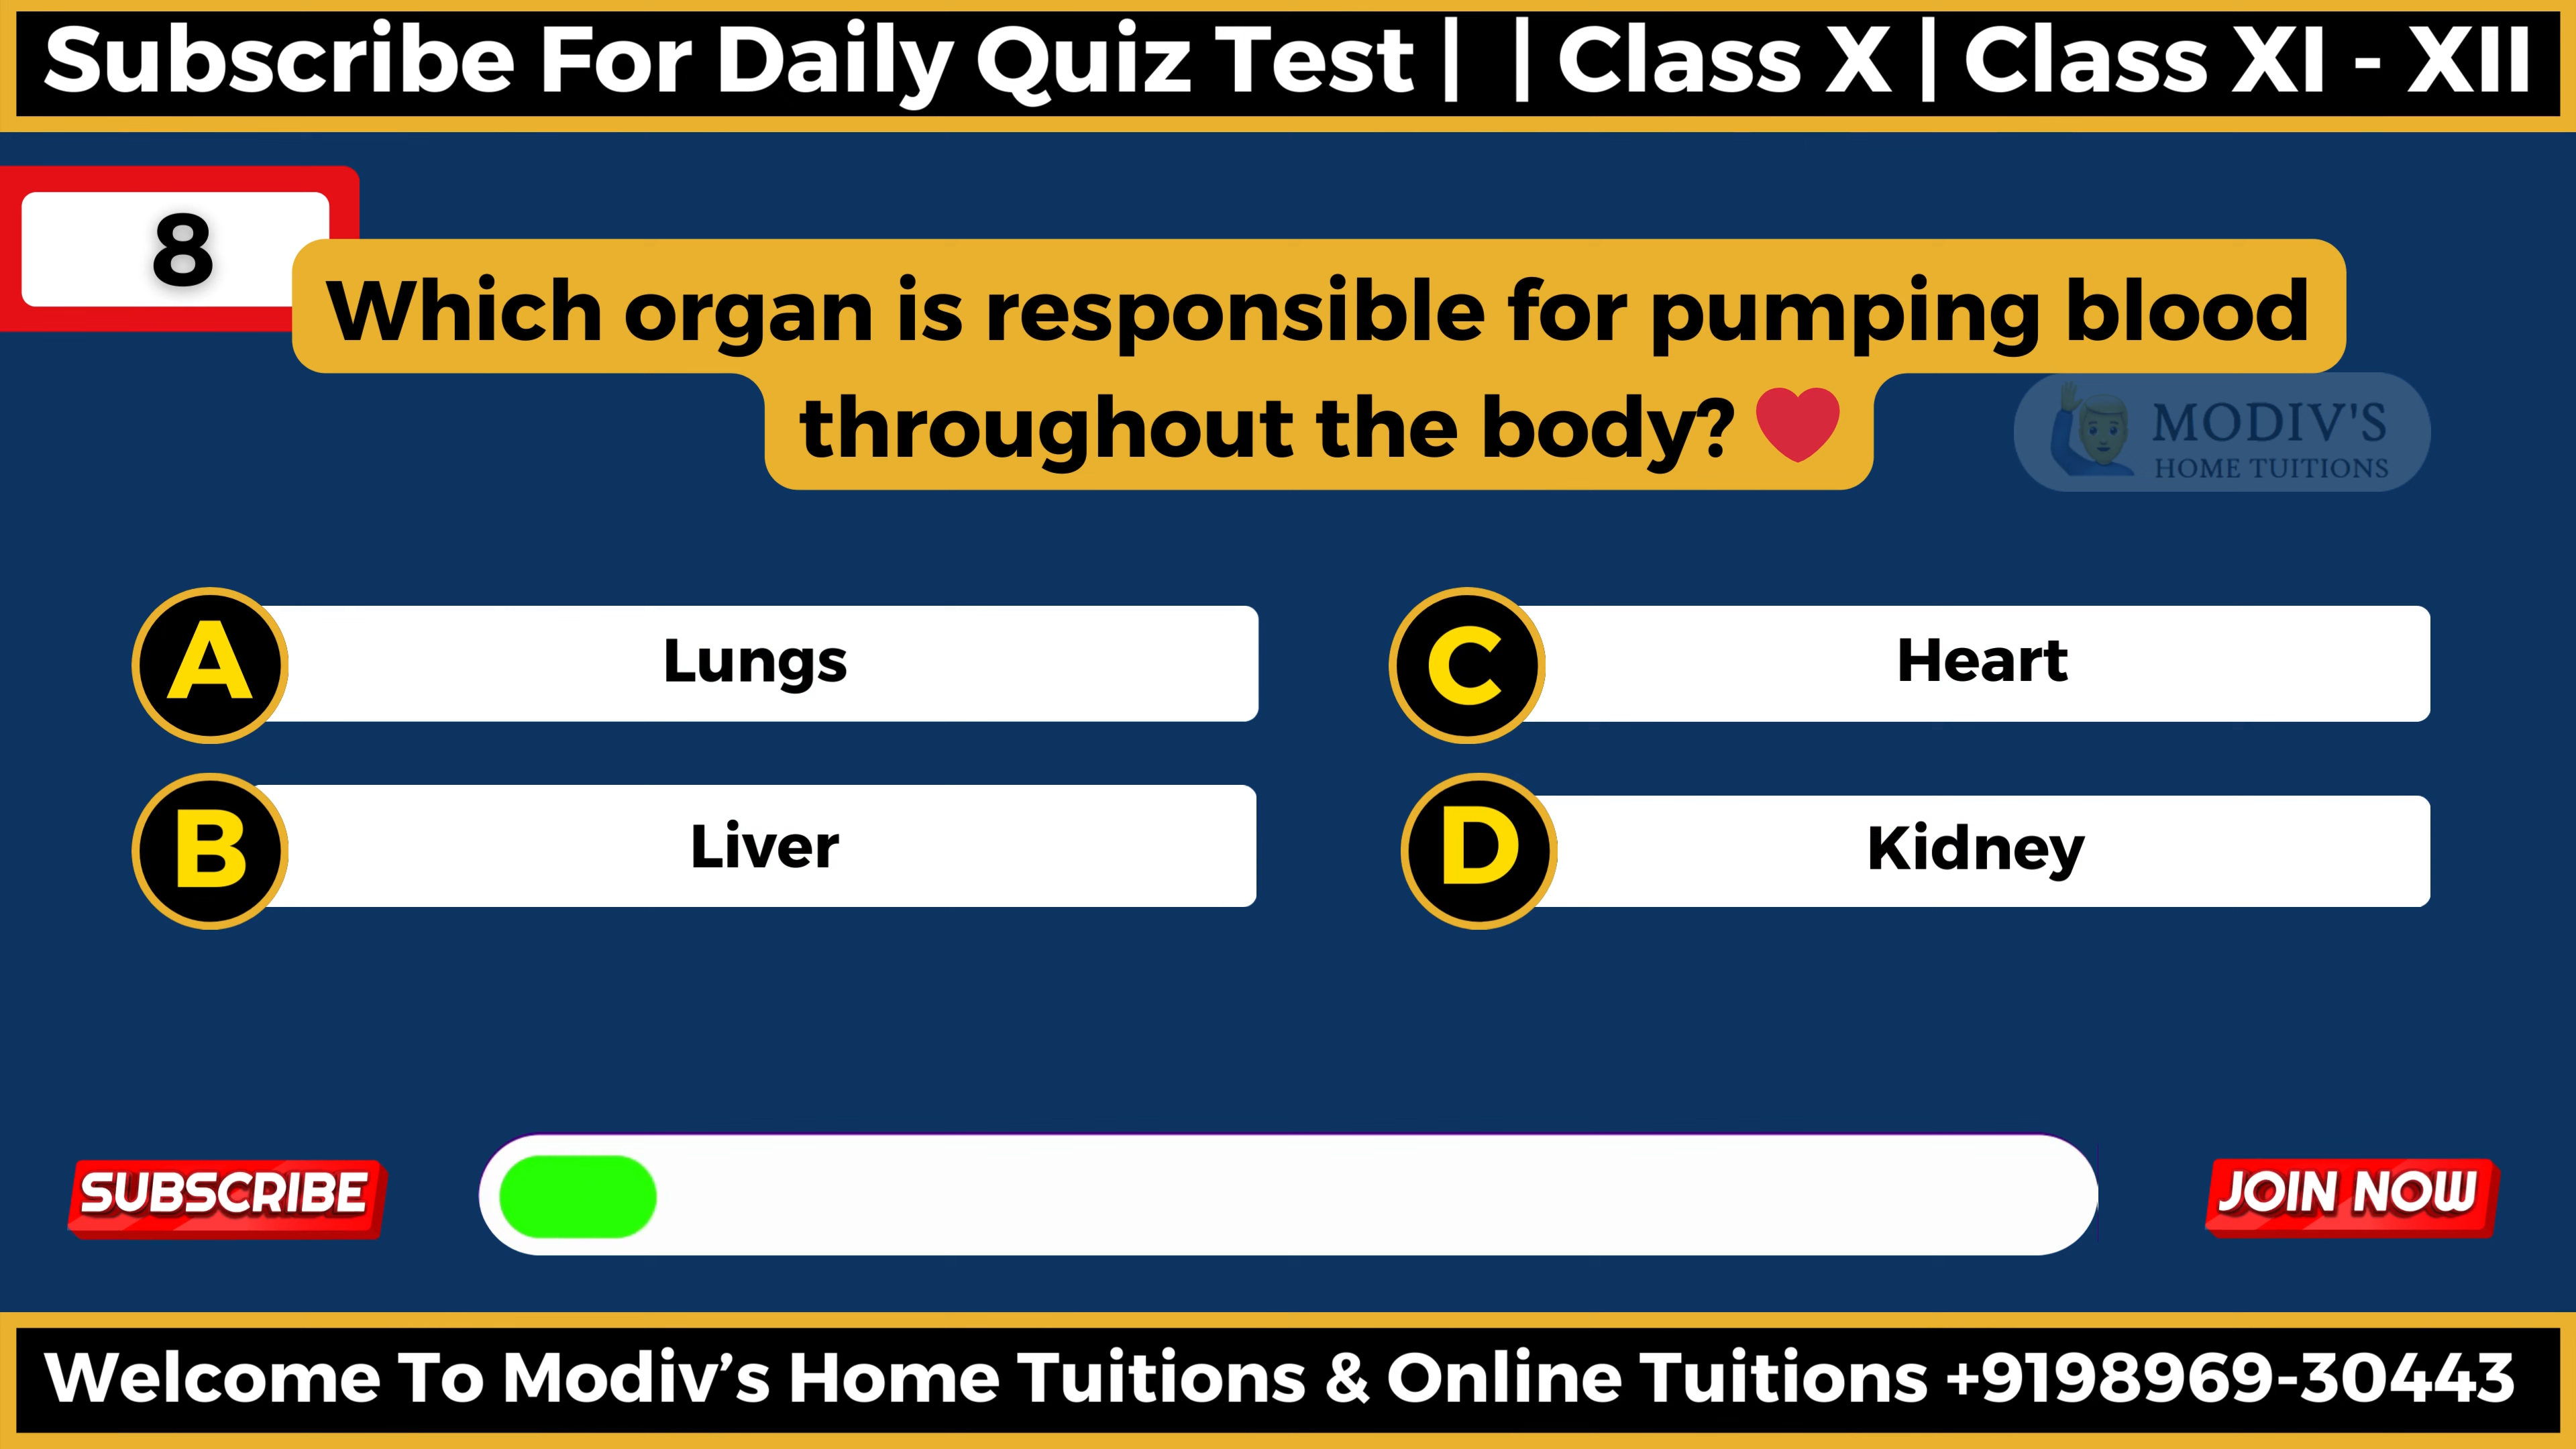 Subscribe For Daily Quiz Test | | Class X | Class XI - XII
8
Which organ is responsible for pumping blood
throughout the body?
MODIV'S
HOME TUITIONS
A
Lungs
C
Heart
B
Liver
D
Kidney
SUBSCRIBE
JOIN NOW
Welcome To Modiv’s Home Tuitions & Online Tuitions +9198969-30443